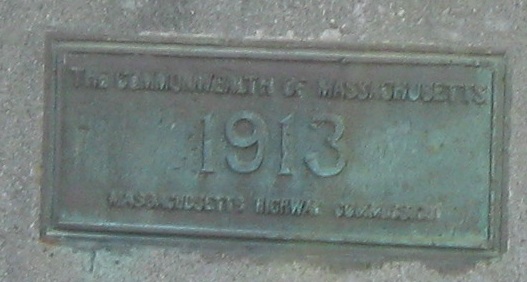 THE COMMONWEALTH OF MASSACHUSETTS
1913
MASSACHUSETTS HIGHWAY COMMISSION